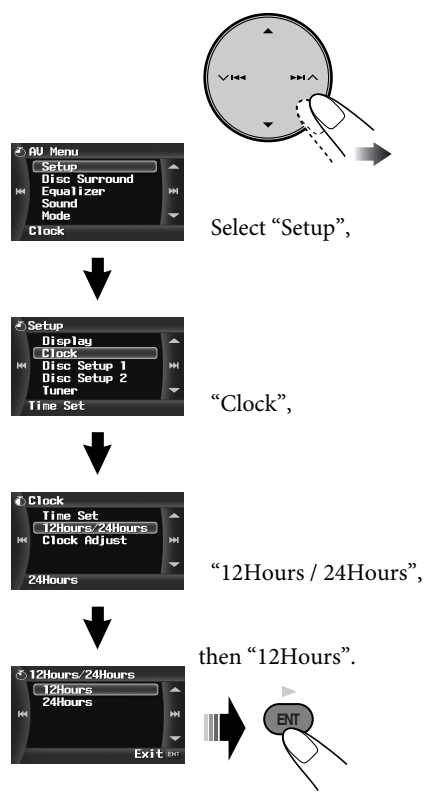 AV Menu
Setup
Disc Surround
Equalizer
Sound
Mode
Clock
Select “Setup”,
Setup
Display
Clock
Disc Setup 1
Disc Setup 2
Tuner
Time Set
“Clock”,
Clock
Time Set
12Hours/24Hours
Clock Adjust
24Hours
“12Hours / 24Hours”,
then “12Hours”.
12Hours/24Hours
12Hours
24Hours
Exit ENT
ENT